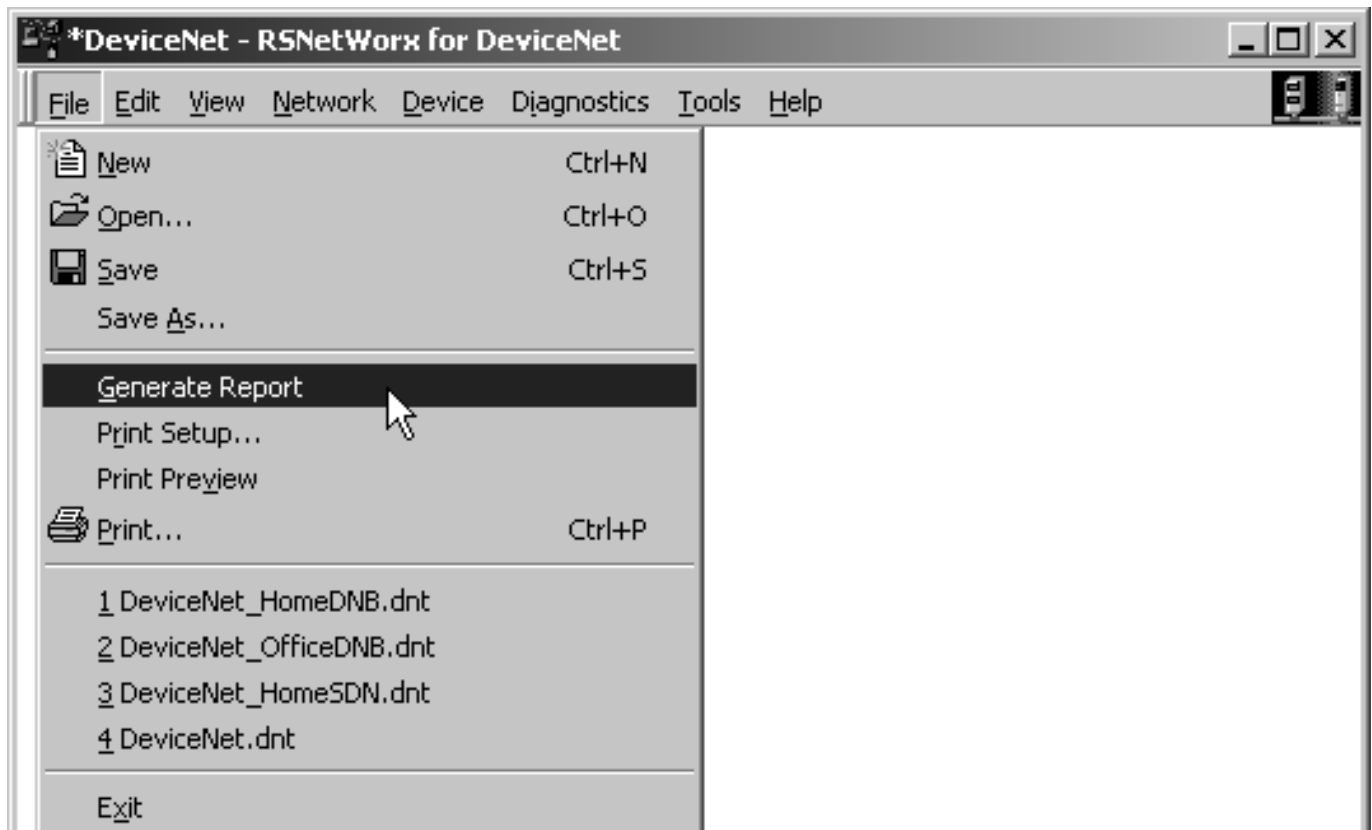 *DeviceNet - RSNetWorx for DeviceNet
File Edit View Network Device Diagnostics Tools Help
New Ctrl+N
Open... Ctrl+O
Save Ctrl+S
Save As...
Generate Report
Print Setup...
Print Preview
Print... Ctrl+P
1 DeviceNet_HomeDNB.dnt
2 DeviceNet_OfficeDNB.dnt
3 DeviceNet_HomeSDN.dnt
4 DeviceNet.dnt
Exit